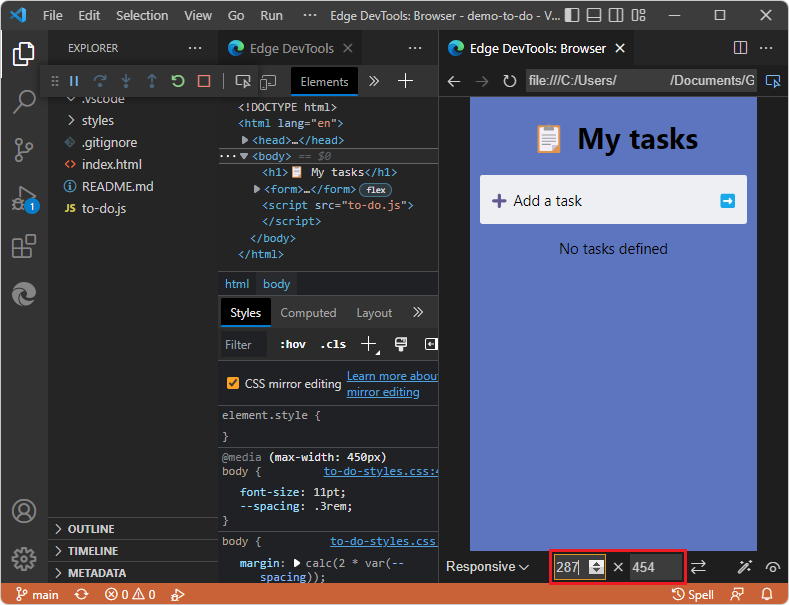 File Edit Selection View Go Run ··· Edge DevTools: Browser - demo-to-do - V...
EXPLORER ···
.vscode
styles
.gitignore
index.html
README.md
JS to-do.js
1
OUTLINE
TIMELINE
METADATA
Edge DevTools ···
Elements
<!DOCTYPE html>
<html lang="en">
<head>…</head>
···<body> == $0
<h1>📋 My tasks</h1>
<form>…</form> flex
<script src="to-do.js">
</script>
</body>
</html>
html body
Styles Computed Layout
Filter :hov .cls
CSS mirror editing Learn more about
mirror editing
element.style {
}
@media (max-width: 450px)
body { to-do-styles.css:4
font-size: 11pt;
--spacing: .3rem;
}
body { to-do-styles.css
margin: calc(2 * var(--
spacing));
Edge DevTools: Browser ···
file:///C:/Users/ /Documents/G
My tasks
Add a task
No tasks defined
Responsive 287 × 454
main 0 0 Spell